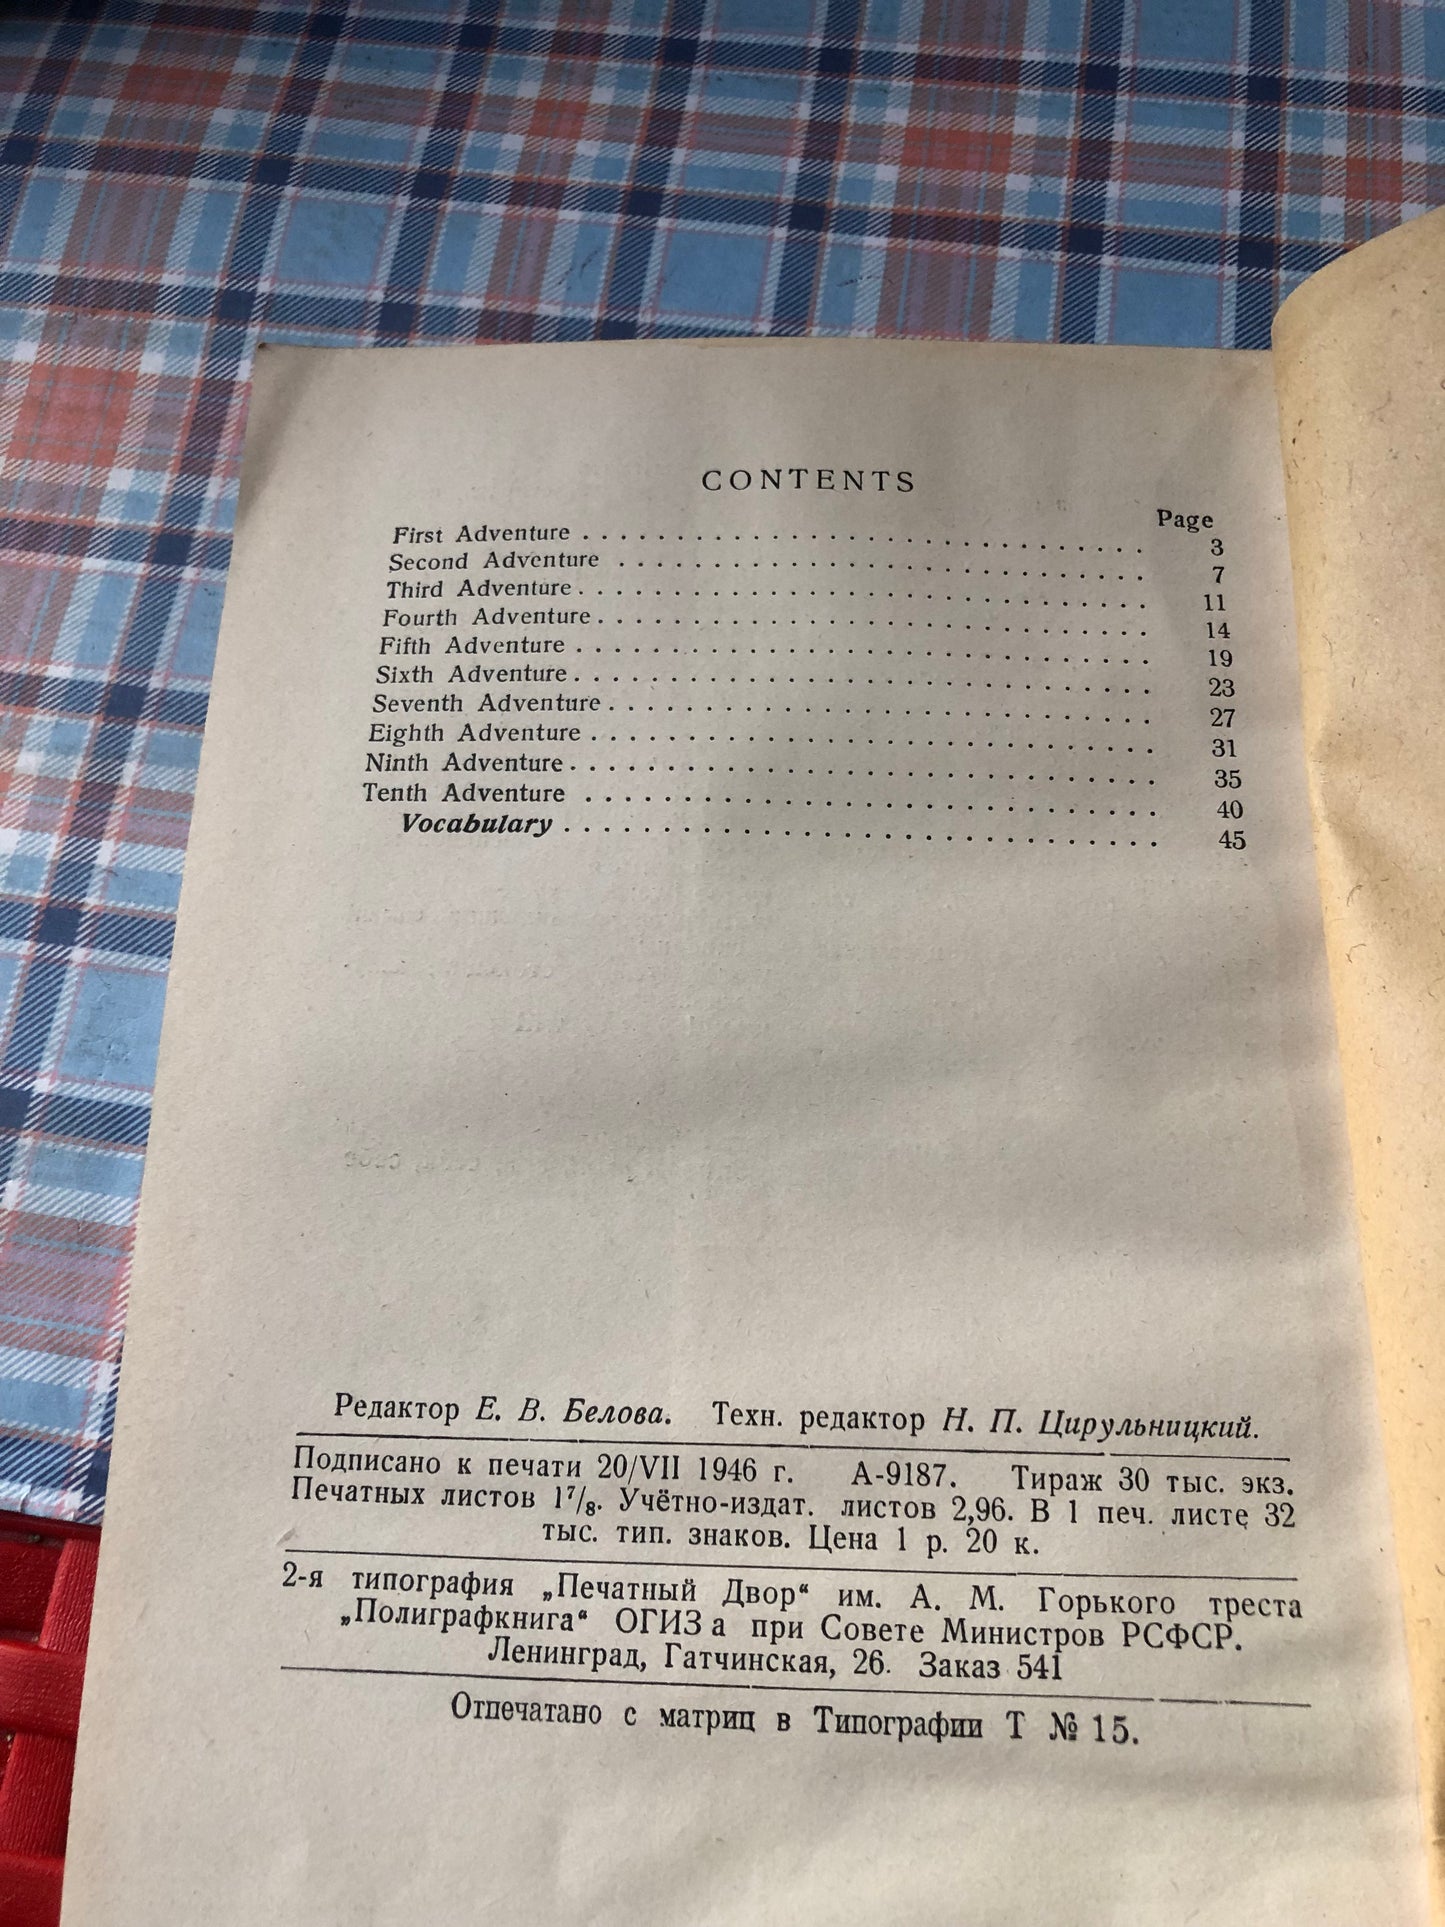 CONTENTS
Page
First Adventure . . . . . . . . . . . . . . . . . . . . . . . . . . . . . 3
Second Adventure . . . . . . . . . . . . . . . . . . . . . . . . . . . 7
Third Adventure . . . . . . . . . . . . . . . . . . . . . . . . . . . . . 11
Fourth Adventure . . . . . . . . . . . . . . . . . . . . . . . . . . . . 14
Fifth Adventure . . . . . . . . . . . . . . . . . . . . . . . . . . . . . 19
Sixth Adventure . . . . . . . . . . . . . . . . . . . . . . . . . . . . . 23
Seventh Adventure . . . . . . . . . . . . . . . . . . . . . . . . . . . 27
Eighth Adventure . . . . . . . . . . . . . . . . . . . . . . . . . . . . 31
Ninth Adventure . . . . . . . . . . . . . . . . . . . . . . . . . . . . . 35
Tenth Adventure . . . . . . . . . . . . . . . . . . . . . . . . . . . . 40
Vocabulary . . . . . . . . . . . . . . . . . . . . . . . . . . . . . 45
Редактор Е. В. Белова. Техн. редактор Н. П. Цирульницкий.
Подписано к печати 20/VII 1946 г. А-9187. Тираж 30 тыс. экз.
Печатных листов 1⁷/₈. Учётно-издат. листов 2,96. В 1 печ. листе 32
тыс. тип. знаков. Цена 1 р. 20 к.
2-я типография „Печатный Двор“ им. А. М. Горького треста
„Полиграфкнига“ ОГИЗа при Совете Министров РСФСР.
Ленинград, Гатчинская, 26. Заказ 541
Отпечатано с матриц в Типографии Т № 15.